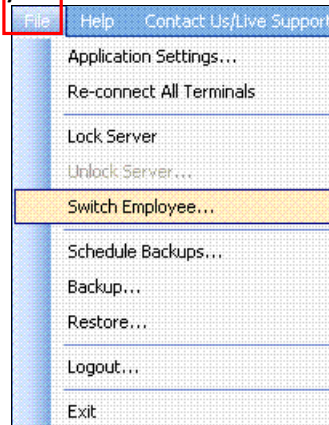 File Help Contact Us/Live Support
Application Settings...
Re-connect All Terminals
Lock Server
Unlock Server...
Switch Employee...
Schedule Backups...
Backup...
Restore...
Logout...
Exit